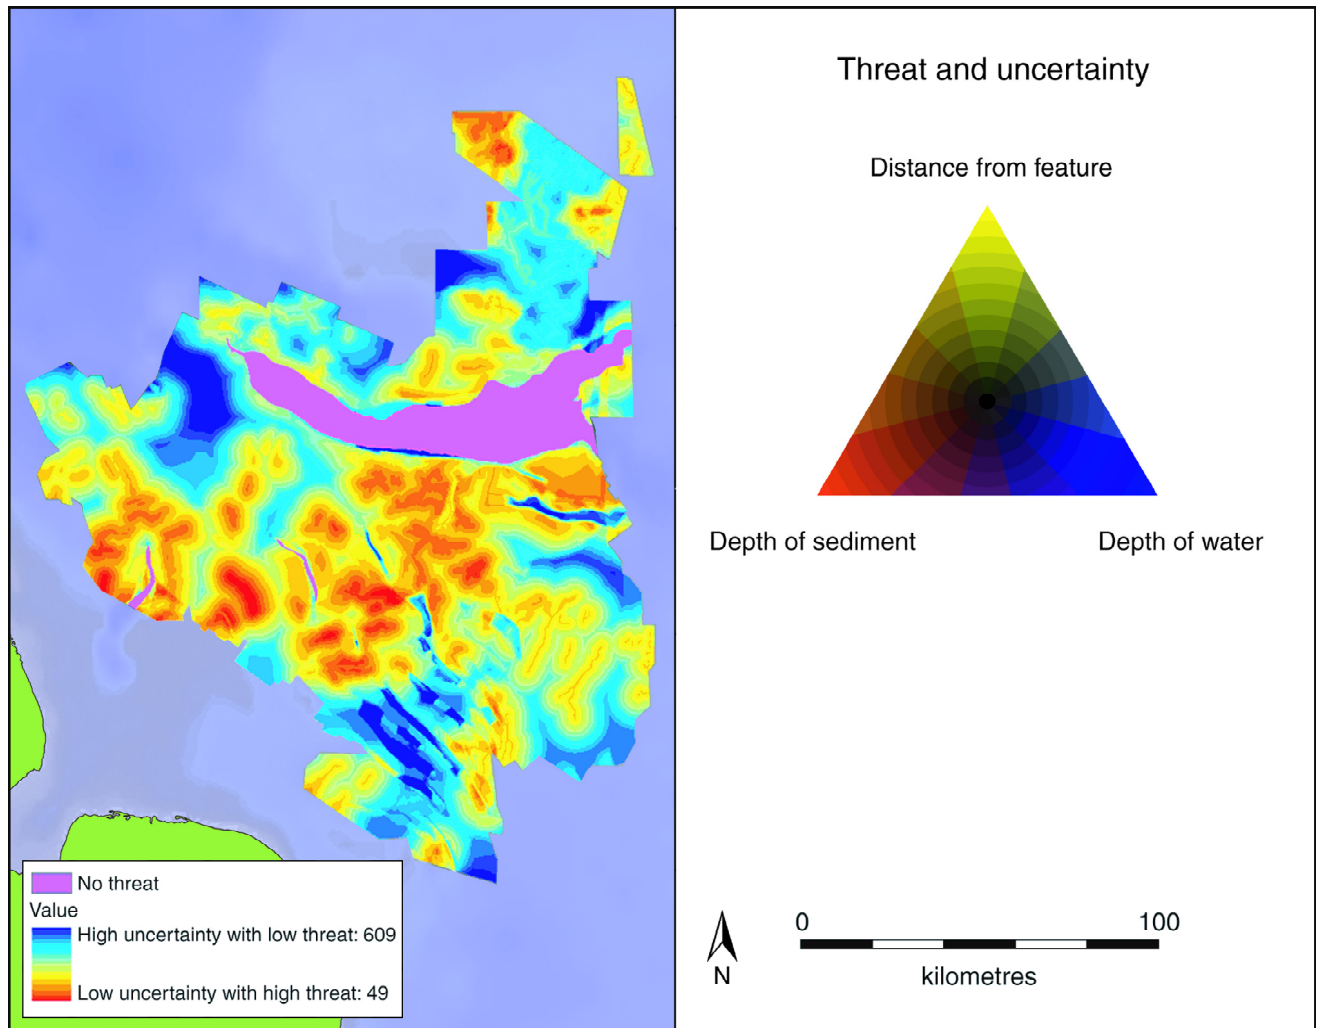 Threat and uncertainty
Distance from feature
Depth of sediment
Depth of water
No threat
Value
High uncertainty with low threat: 609
Low uncertainty with high threat: 49
N
0
100
kilometres